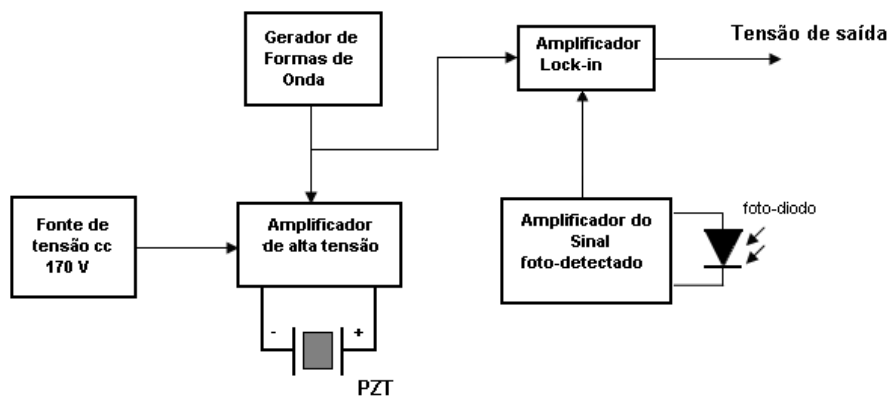 Gerador de
Formas de
Onda
Amplificador
Lock-in
Tensão de saída
Fonte de
tensão cc
170 V
Amplificador
de alta tensão
Amplificador do
Sinal
foto-detectado
foto-diodo
-
+
PZT